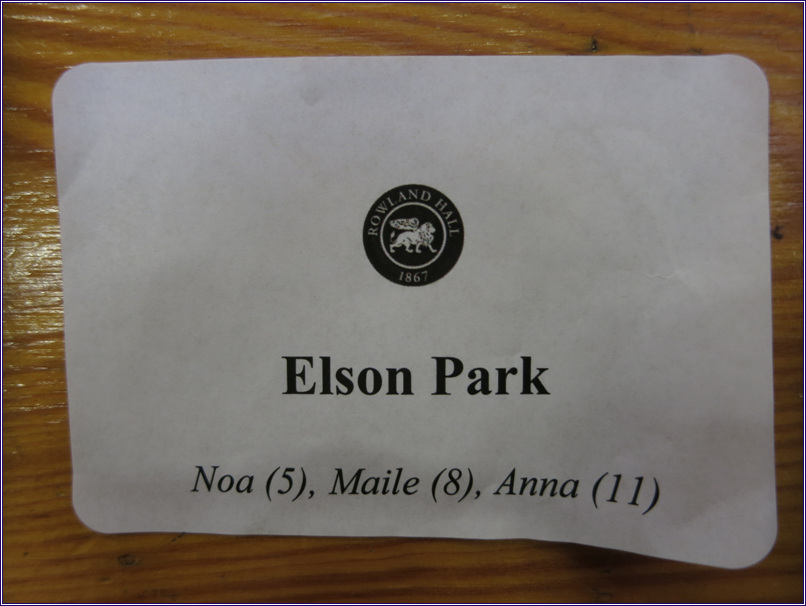 ROWLAND HALL
1867
Elson Park
Noa (5), Maile (8), Anna (11)